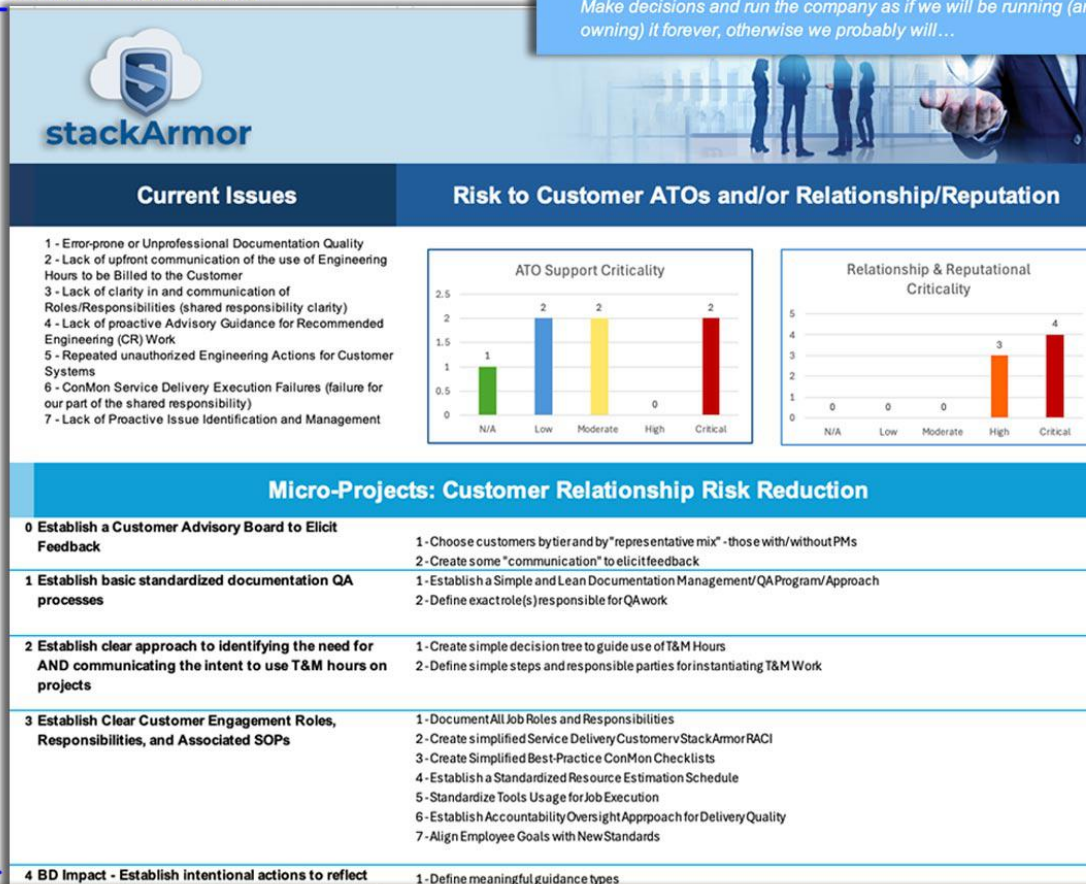 Make decisions and run the company as if we will be running (an
owning) it forever, otherwise we probably will…
stackArmor
Current Issues
Risk to Customer ATOs and/or Relationship/Reputation
1 - Error-prone or Unprofessional Documentation Quality
2 - Lack of upfront communication of the use of Engineering
Hours to be Billed to the Customer
3 - Lack of clarity in and communication of
Roles/Responsibilities (shared responsibility clarity)
4 - Lack of proactive Advisory Guidance for Recommended
Engineering (CR) Work
5 - Repeated unauthorized Engineering Actions for Customer
Systems
6 - ConMon Service Delivery Execution Failures (failure for
our part of the shared responsibility)
7 - Lack of Proactive Issue Identification and Management
ATO Support Criticality
2.5
2
1.5
1
0.5
0
1
2
2
0
2
N/A Low Moderate High Critical
Relationship & Reputational
Criticality
5
4
3
2
1
0
0
0
0
3
4
N/A Low Moderate High Critical
Micro-Projects: Customer Relationship Risk Reduction
0 Establish a Customer Advisory Board to Elicit
Feedback
1 - Choose customers by tier and by "representative mix" - those with/without PMs
2 - Create some "communication" to elicit feedback
1 Establish basic standardized documentation QA
processes
1 - Establish a Simple and Lean Documentation Management/QA Program/Approach
2 - Define exact role(s) responsible for QA work
2 Establish clear approach to identifying the need for
AND communicating the intent to use T&M hours on
projects
1 - Create simple decision tree to guide use of T&M Hours
2 - Define simple steps and responsible parties for instantiating T&M Work
3 Establish Clear Customer Engagement Roles,
Responsibilities, and Associated SOPs
1 - Document All Job Roles and Responsibilities
2 - Create simplified Service Delivery Customer v StackArmor RACI
3 - Create Simplified Best-Practice ConMon Checklists
4 - Establish a Standardized Resource Estimation Schedule
5 - Standardize Tools Usage for Job Execution
6 - Establish Accountability Oversight Apprpoach for Delivery Quality
7 - Align Employee Goals with New Standards
4 BD Impact - Establish intentional actions to reflect
1 - Define meaningful guidance types